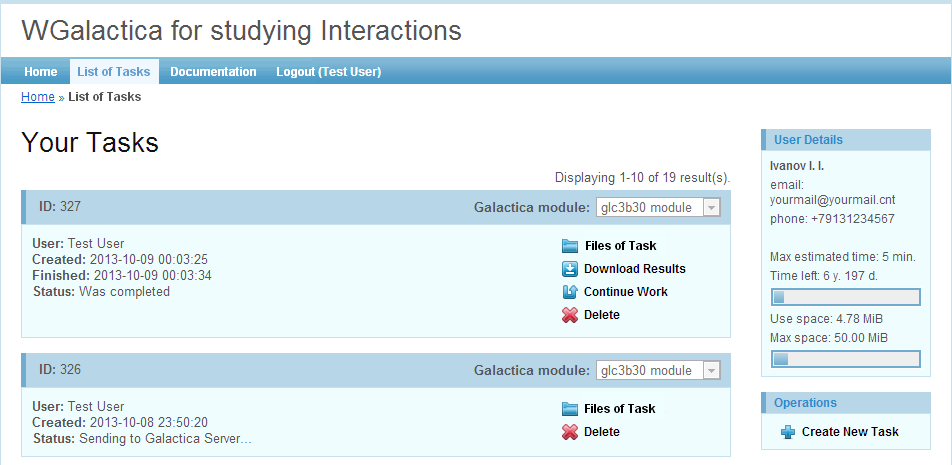 WGalactica for studying Interactions
Home List of Tasks Documentation Logout (Test User)
Home » List of Tasks
Your Tasks
Displaying 1-10 of 19 result(s).
ID: 327 Galactica module: glc3b30 module
User: Test User
Created: 2013-10-09 00:03:25
Finished: 2013-10-09 00:03:34
Status: Was completed
Files of Task
Download Results
Continue Work
Delete
ID: 326 Galactica module: glc3b30 module
User: Test User
Created: 2013-10-08 23:50:20
Status: Sending to Galactica Server...
Files of Task
Delete
User Details
Ivanov I. I.
email:
yourmail@yourmail.cnt
phone: +79131234567
Max estimated time: 5 min.
Time left: 6 y. 197 d.
Use space: 4.78 MiB
Max space: 50.00 MiB
Operations
Create New Task